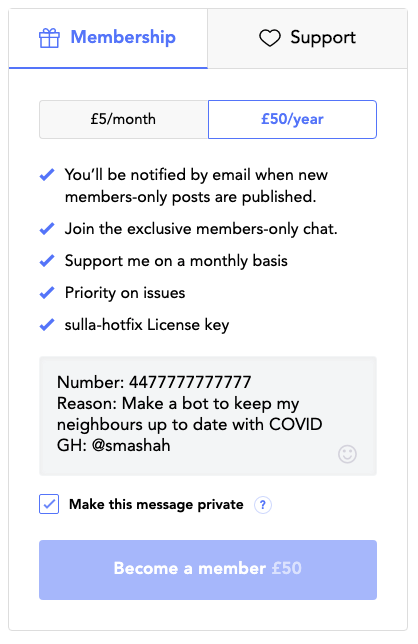 Membership
Support
£5/month
£50/year
You’ll be notified by email when new
members-only posts are published.
Join the exclusive members-only chat.
Support me on a monthly basis
Priority on issues
sulla-hotfix License key
Number: 4477777777777
Reason: Make a bot to keep my
neighbours up to date with COVID
GH: @smashah
Make this message private ?
Become a member £50